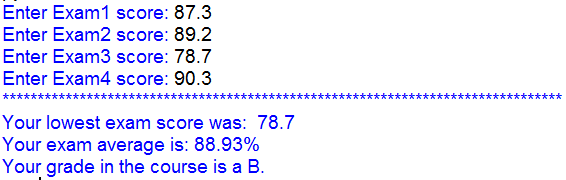 Enter Exam1 score: 87.3
Enter Exam2 score: 89.2
Enter Exam3 score: 78.7
Enter Exam4 score: 90.3
********************************************************************************
Your lowest exam score was:  78.7
Your exam average is: 88.93%
Your grade in the course is a B.